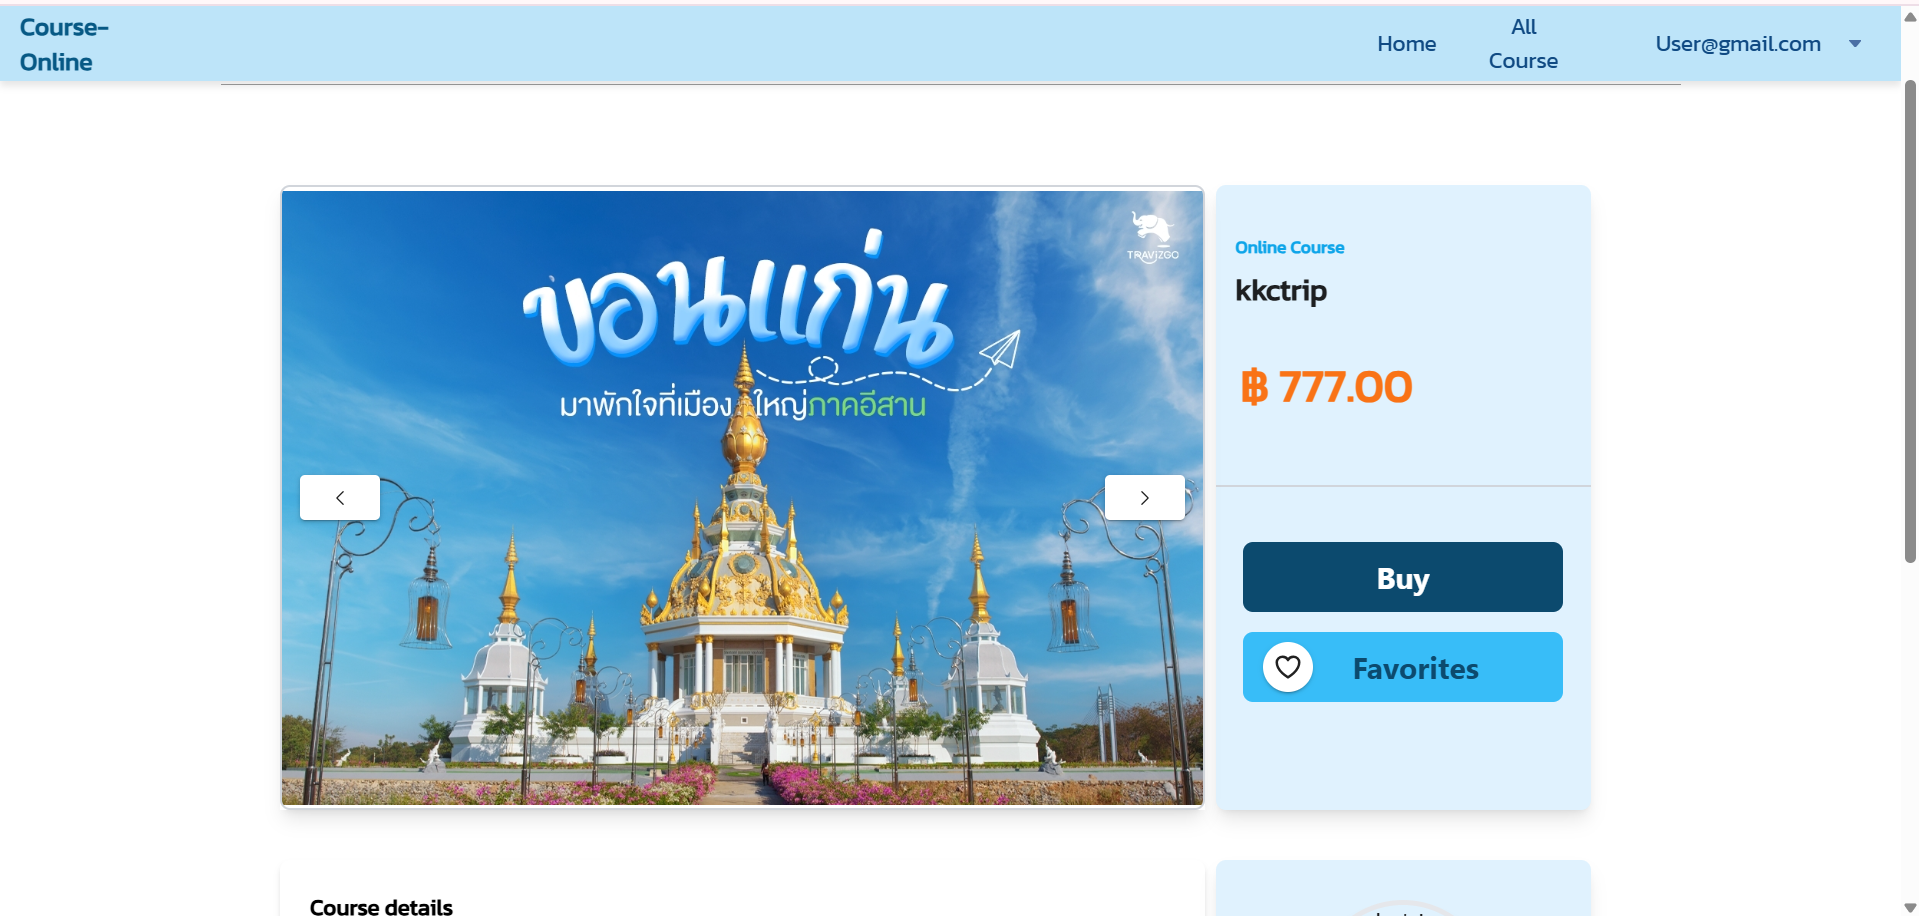 Course-
Online
Home
All
Course
User@gmail.com
ขอนแก่น
มาพักใจที่เมืองใหญ่ภาคอีสาน
TRAVIZGO
Online Course
kkctrip
฿ 777.00
Buy
Favorites
Course details